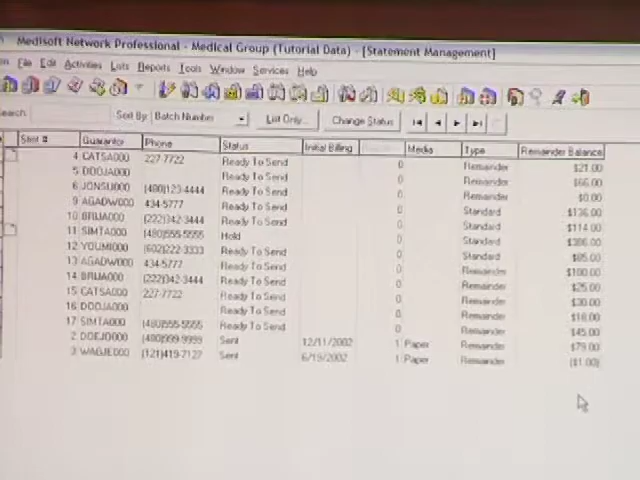 Medisoft Network Professional - Medical Group (Tutorial Data) - [Statement Management]
File Edit Activities Lists Reports Tools Window Services Help
Search: Sort By: Batch Number List Only... Change Status
Stmt # Guarantor Phone Status Initial Billing Media Type Remainder Balance
4 CATSA000 227-7722 Ready To Send 0 Remainder $21.00
5 DOOJA000 Ready To Send 0 Remainder $66.00
6 JONSU000 (480)123-4444 Ready To Send 0 Remainder $0.00
9 AGADW000 434-5777 Ready To Send 0 Standard $136.00
10 BRIJA000 (222)342-3444 Ready To Send 0 Standard $114.00
11 SIMTA000 (480)555-5555 Hold 0 Standard
12 YOUMI000 (602)222-3333 Ready To Send 0 Standard $85.00
13 AGADW000 434-5777 Ready To Send 0 Remainder $100.00
14 BRIJA000 (222)342-3444 Ready To Send 0 Remainder $25.00
15 CATSA000 227-7722 Ready To Send 0 Remainder $30.00
16 DOOJA000 Ready To Send 0 Remainder $18.00
17 SIMTA000 (480)555-5555 Ready To Send 0 Remainder $45.00
2 DOEJO000 (480)999-9999 Sent 12/11/2002 1 Paper Remainder $79.00
3 WAGJE000 (121)419-7127 Sent 6/19/2002 1 Paper Remainder ($1.00)